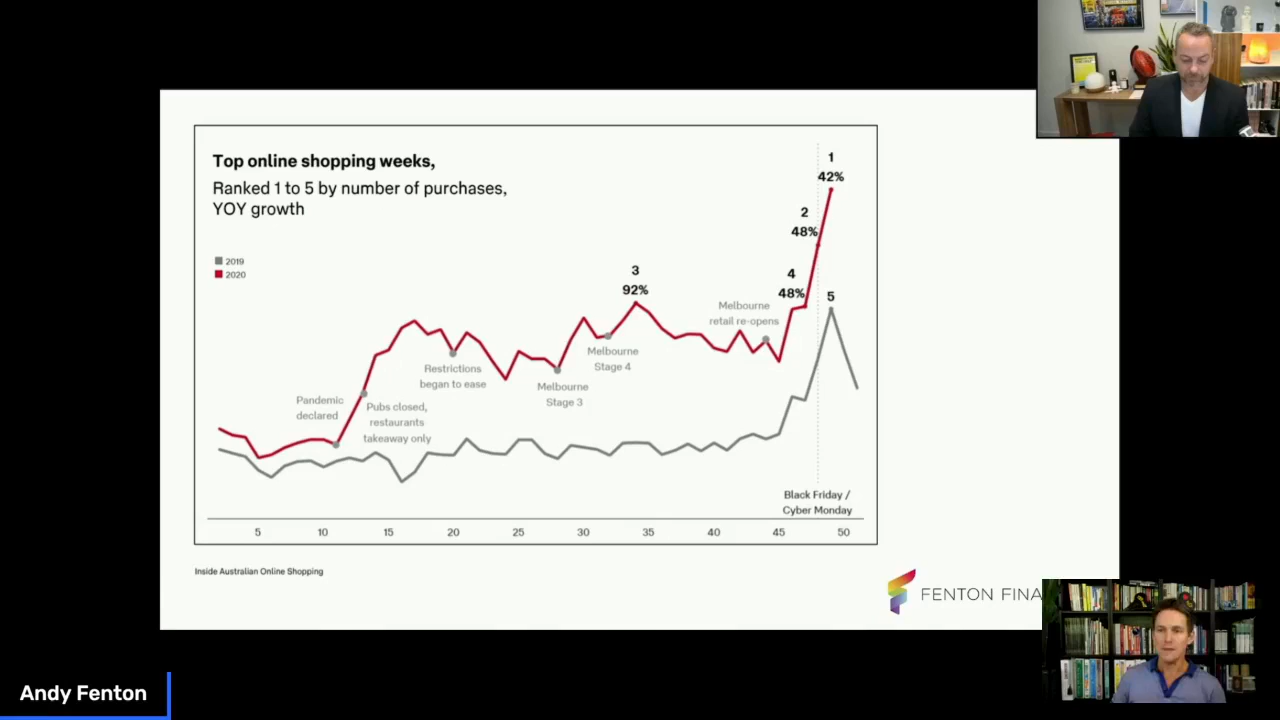 Top online shopping weeks,
Ranked 1 to 5 by number of purchases,
YOY growth
2019
2020
1
42%
2
48%
3
92%
4
48%
5
Melbourne
retail re-opens
Melbourne
Stage 4
Restrictions
began to ease
Melbourne
Stage 3
Pandemic
declared
Pubs closed,
restaurants
takeaway only
Black Friday /
Cyber Monday
5 10 15 20 25 30 35 40 45 50
Inside Australian Online Shopping
FENTON FINA
Andy Fenton